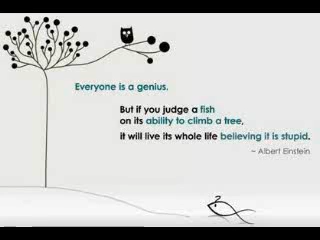 Everyone is a genius.
But if you judge a fish
on its ability to climb a tree,
it will live its whole life believing it is stupid.
~ Albert Einstein
?